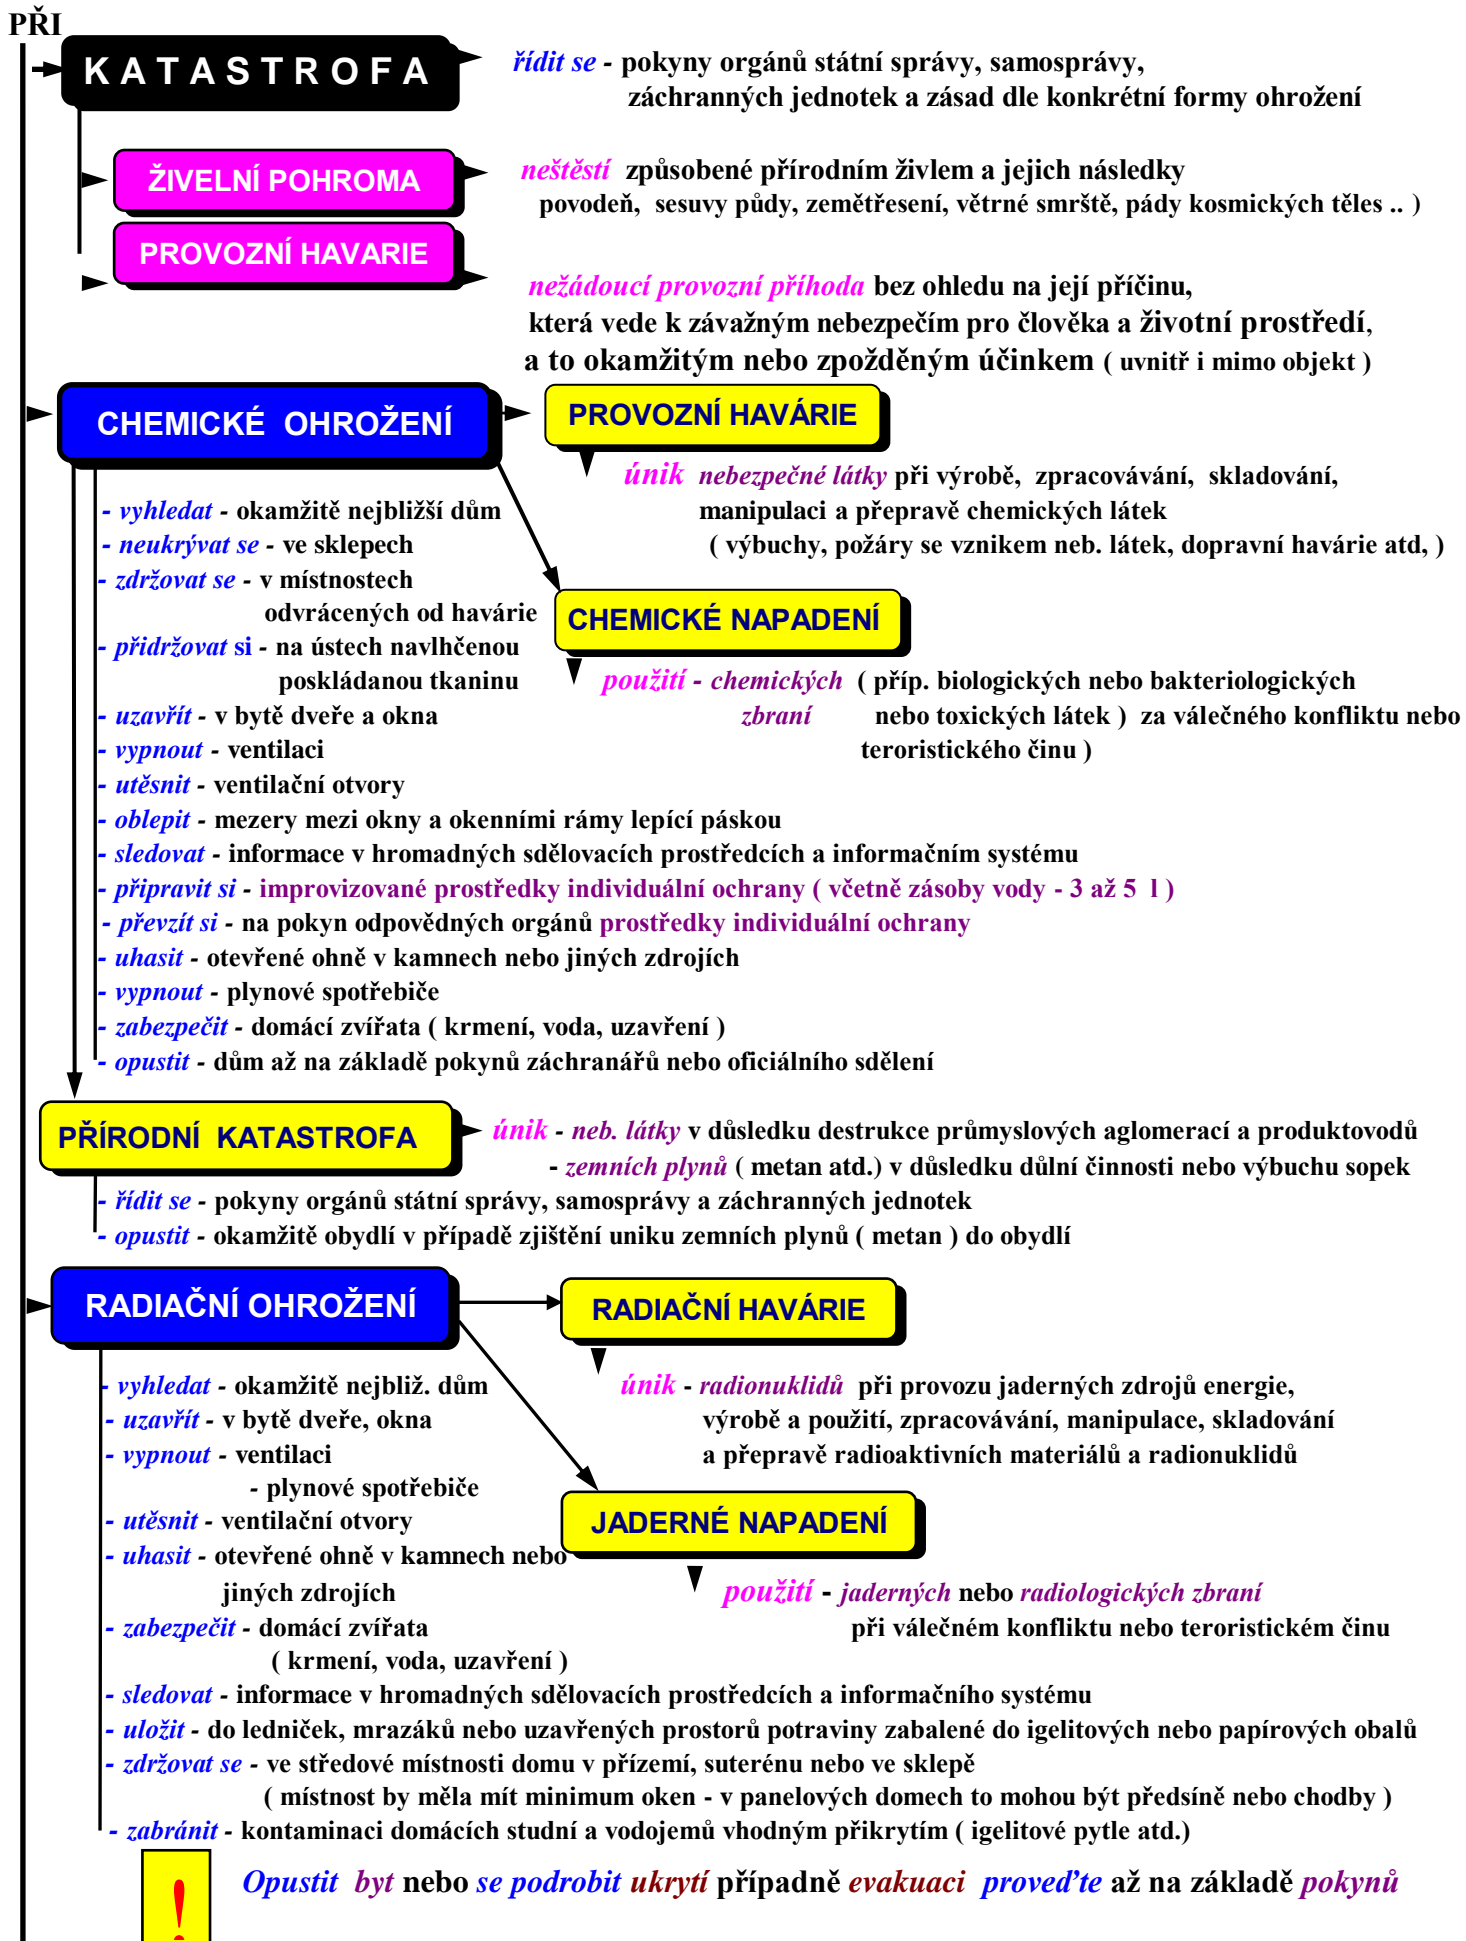 PŘI
KATASTROFA
řídit se - pokyny orgánů státní správy, samosprávy,
záchranných jednotek a zásad dle konkrétní formy ohrožení
ŽIVELNÍ POHROMA
neštěstí způsobené přírodním živlem a jejich následky
povodeň, sesuvy půdy, zemětřesení, větrné smrště, pády kosmických těles .. )
PROVOZNÍ HAVARIE
nežádoucí provozní příhoda bez ohledu na její příčinu,
která vede k závažným nebezpečím pro člověka a životní prostředí,
a to okamžitým nebo zpožděným účinkem ( uvnitř i mimo objekt )
CHEMICKÉ OHROŽENÍ
PROVOZNÍ HAVÁRIE
únik nebezpečné látky při výrobě, zpracovávání, skladování,
manipulaci a přepravě chemických látek
( výbuchy, požáry se vznikem neb. látek, dopravní havárie atd, )
- vyhledat - okamžitě nejbližší dům
- neukrývat se - ve sklepech
- zdržovat se - v místnostech
odvrácených od havárie
- přidržovat si - na ústech navlhčenou
poskládanou tkaninu
CHEMICKÉ NAPADENÍ
použití - chemických ( příp. biologických nebo bakteriologických
zbraní nebo toxických látek ) za válečného konfliktu nebo
teroristického činu )
- uzavřít - v bytě dveře a okna
- vypnout - ventilaci
- utěsnit - ventilační otvory
- oblepit - mezery mezi okny a okenními rámy lepící páskou
- sledovat - informace v hromadných sdělovacích prostředcích a informačním systému
- připravit si - improvizované prostředky individuální ochrany ( včetně zásoby vody - 3 až 5 l )
- převzít si - na pokyn odpovědných orgánů prostředky individuální ochrany
- uhasit - otevřené ohně v kamnech nebo jiných zdrojích
- vypnout - plynové spotřebiče
- zabezpečit - domácí zvířata ( krmení, voda, uzavření )
- opustit - dům až na základě pokynů záchranářů nebo oficiálního sdělení
PŘÍRODNÍ KATASTROFA
únik - neb. látky v důsledku destrukce průmyslových aglomerací a produktovodů
- zemních plynů ( metan atd.) v důsledku důlní činnosti nebo výbuchu sopek
- řídit se - pokyny orgánů státní správy, samosprávy a záchranných jednotek
- opustit - okamžitě obydlí v případě zjištění uniku zemních plynů ( metan ) do obydlí
RADIAČNÍ OHROŽENÍ
RADIAČNÍ HAVÁRIE
únik - radionuklidů při provozu jaderných zdrojů energie,
výrobě a použití, zpracovávání, manipulace, skladování
a přepravě radioaktivních materiálů a radionuklidů
- vyhledat - okamžitě nejbliž. dům
- uzavřít - v bytě dveře, okna
- vypnout - ventilaci
- plynové spotřebiče
- utěsnit - ventilační otvory
- uhasit - otevřené ohně v kamnech nebo
jiných zdrojích
JADERNÉ NAPADENÍ
použití - jaderných nebo radiologických zbraní
při válečném konfliktu nebo teroristickém činu
- zabezpečit - domácí zvířata
( krmení, voda, uzavření )
- sledovat - informace v hromadných sdělovacích prostředcích a informačního systému
- uložit - do ledniček, mrazáků nebo uzavřených prostorů potraviny zabalené do igelitových nebo papírových obalů
- zdržovat se - ve středové místnosti domu v přízemí, suterénu nebo ve sklepě
( místnost by měla mít minimum oken - v panelových domech to mohou být předsíně nebo chodby )
- zabránit - kontaminaci domácích studní a vodojemů vhodným přikrytím ( igelitové pytle atd.)
! Opustit byt nebo se podrobit ukrytí případně evakuaci proveďte až na základě pokynů